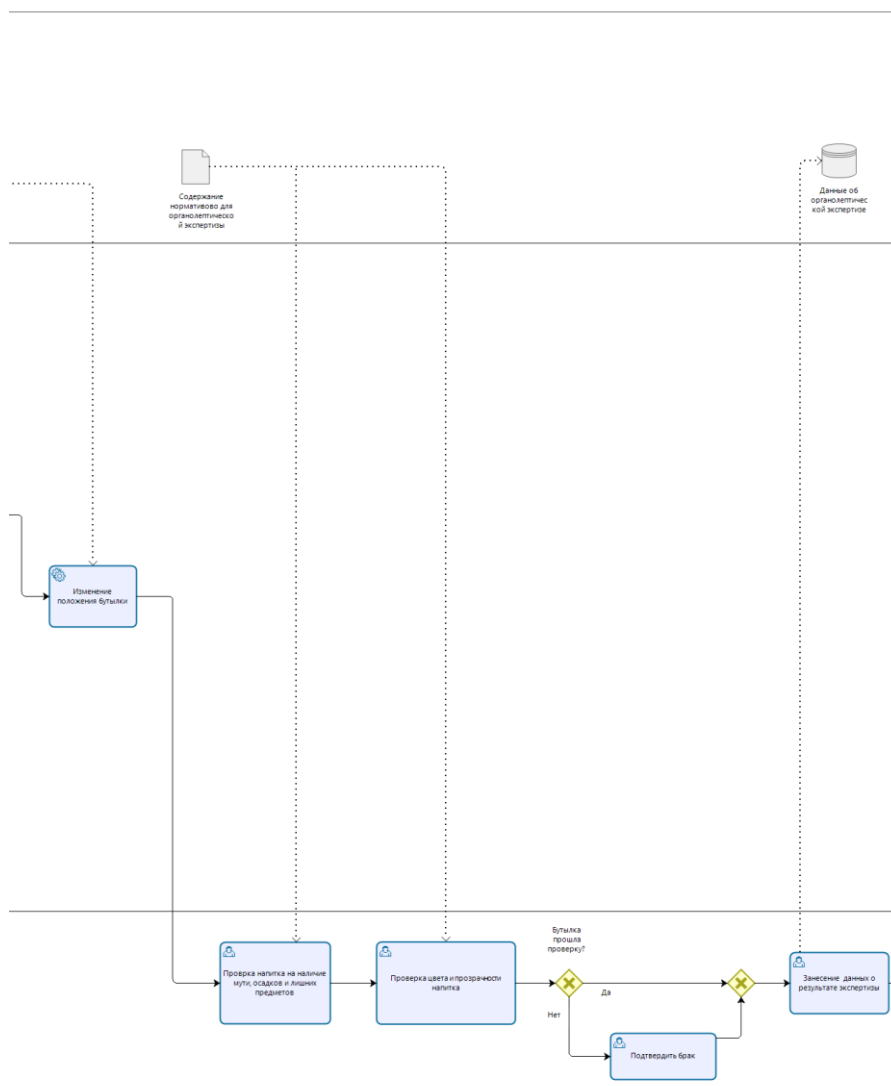 Содержание
нормативово для
органолептическо
й экспертизы
Данные об
органолептичес
кой экспертизе
Изменение
положения бутылки
Бутылка
прошла
проверку?
Проврка напитка на наличие
мути, осадков и лишних
предметов
Проверка цвета и прозрачности
напитка
Да
Нет
Занесение данных о
результате экспертизы
Подтвердить брак